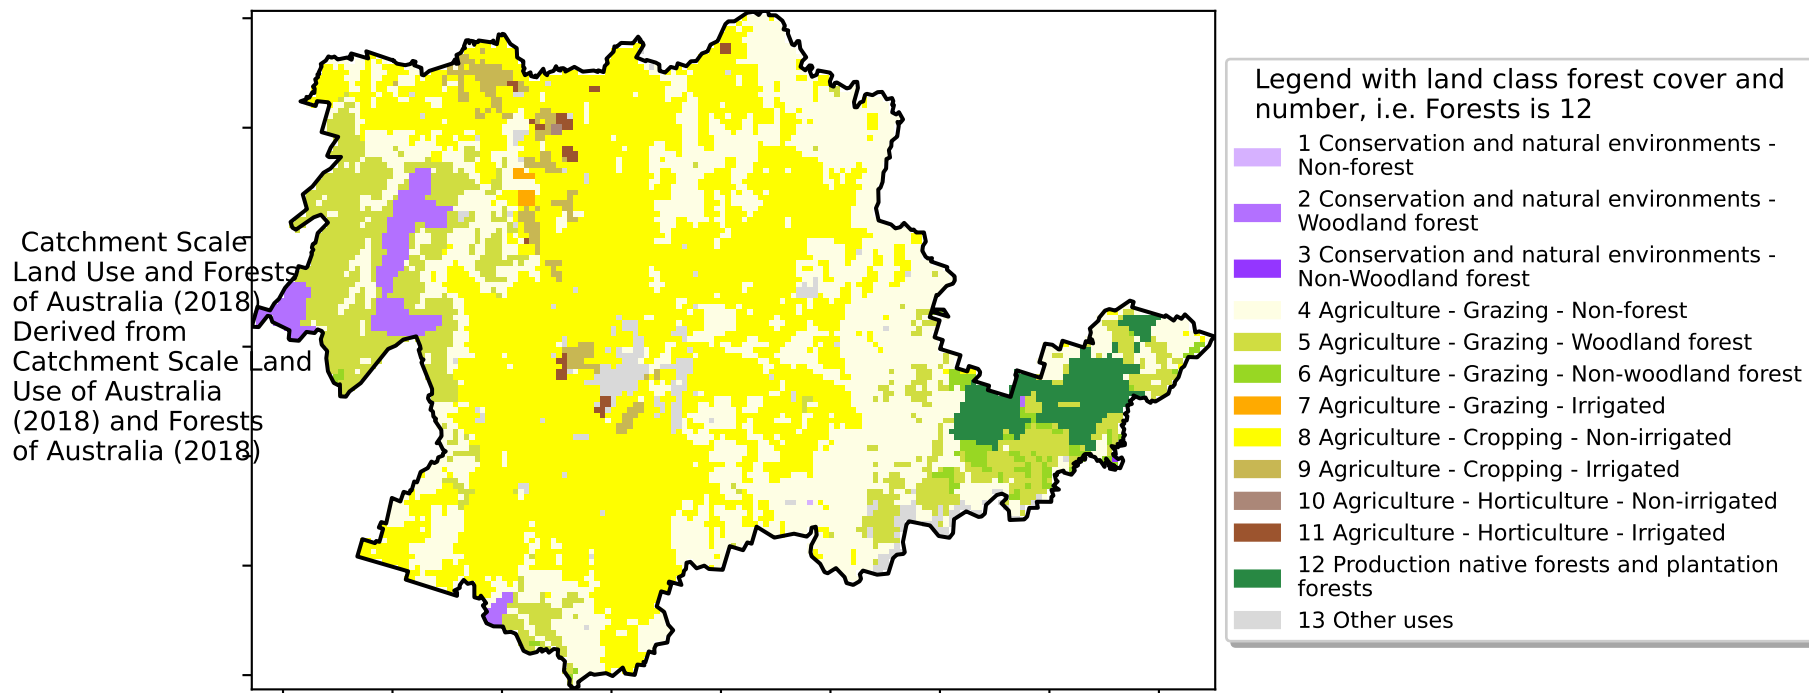 Catchment Scale
Land Use and Forests
of Australia (2018)
Derived from
Catchment Scale Land
Use of Australia
(2018) and Forests
of Australia (2018)
Legend with land class forest cover and
number, i.e. Forests is 12
1 Conservation and natural environments -
Non-forest
2 Conservation and natural environments -
Woodland forest
3 Conservation and natural environments -
Non-Woodland forest
4 Agriculture - Grazing - Non-forest
5 Agriculture - Grazing - Woodland forest
6 Agriculture - Grazing - Non-woodland forest
7 Agriculture - Grazing - Irrigated
8 Agriculture - Cropping - Non-irrigated
9 Agriculture - Cropping - Irrigated
10 Agriculture - Horticulture - Non-irrigated
11 Agriculture - Horticulture - Irrigated
12 Production native forests and plantation
forests
13 Other uses